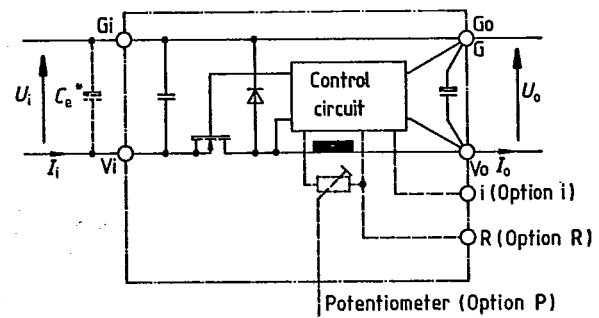 Gi
Go
G
Ui
Ce*
Control
circuit
Uo
Ii
Vi
Vo
Io
i (Option i)
R (Option R)
Potentiometer (Option P)